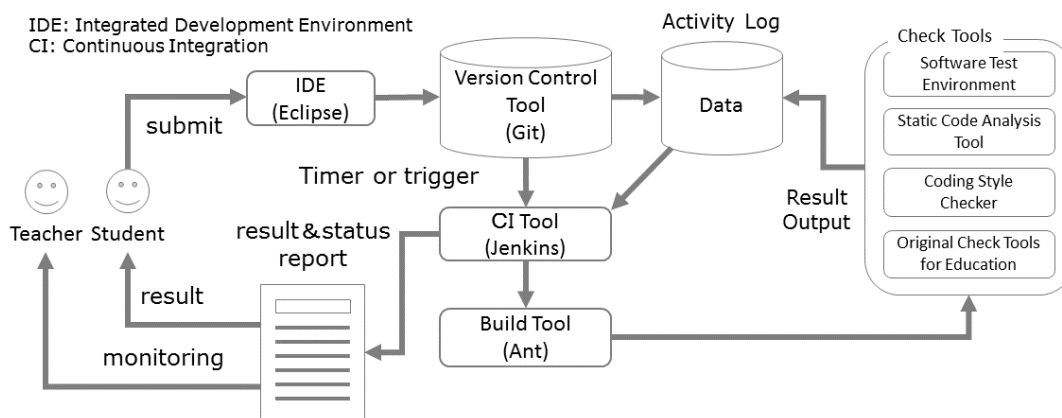 IDE: Integrated Development Environment
CI: Continuous Integration
Activity Log
Check Tools
Software Test
Environment
Static Code Analysis
Tool
Coding Style
Checker
Original Check Tools
for Education
IDE
(Eclipse)
Version Control
Tool
(Git)
Data
submit
Timer or trigger
Result
Output
Teacher
Student
result&status
report
CI Tool
(Jenkins)
result
monitoring
Build Tool
(Ant)